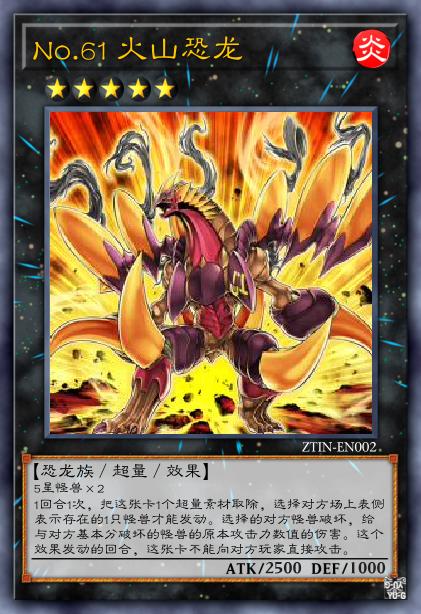 No.61 火山恐龙
炎
ZTIN-EN002
【恐龙族／超量／效果】
5星怪兽×2
1回合1次，把这张卡1个超量素材取除，选择对方场上表侧
表示存在的1只怪兽才能发动。选择的对方怪兽破坏，给
与对方基本分破坏的怪兽的原本攻击力数值的伤害。这个
效果发动的回合，这张卡不能向对方玩家直接攻击。
ATK/2500 DEF/1000